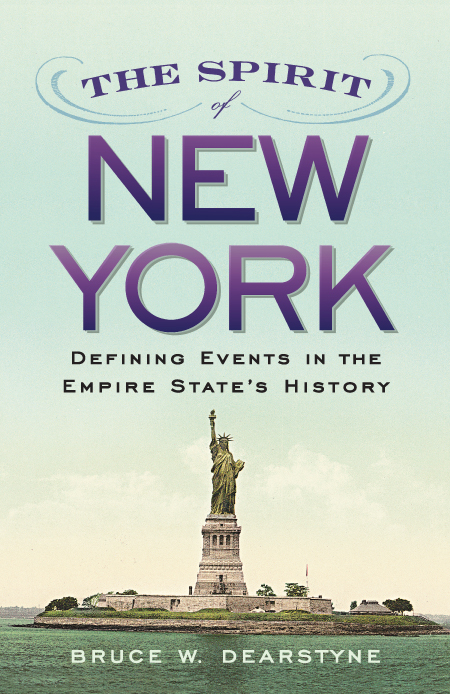 THE SPIRIT
of
NEW
YORK
DEFINING EVENTS IN THE
EMPIRE STATE'S HISTORY
BRUCE W. DEARSTYNE